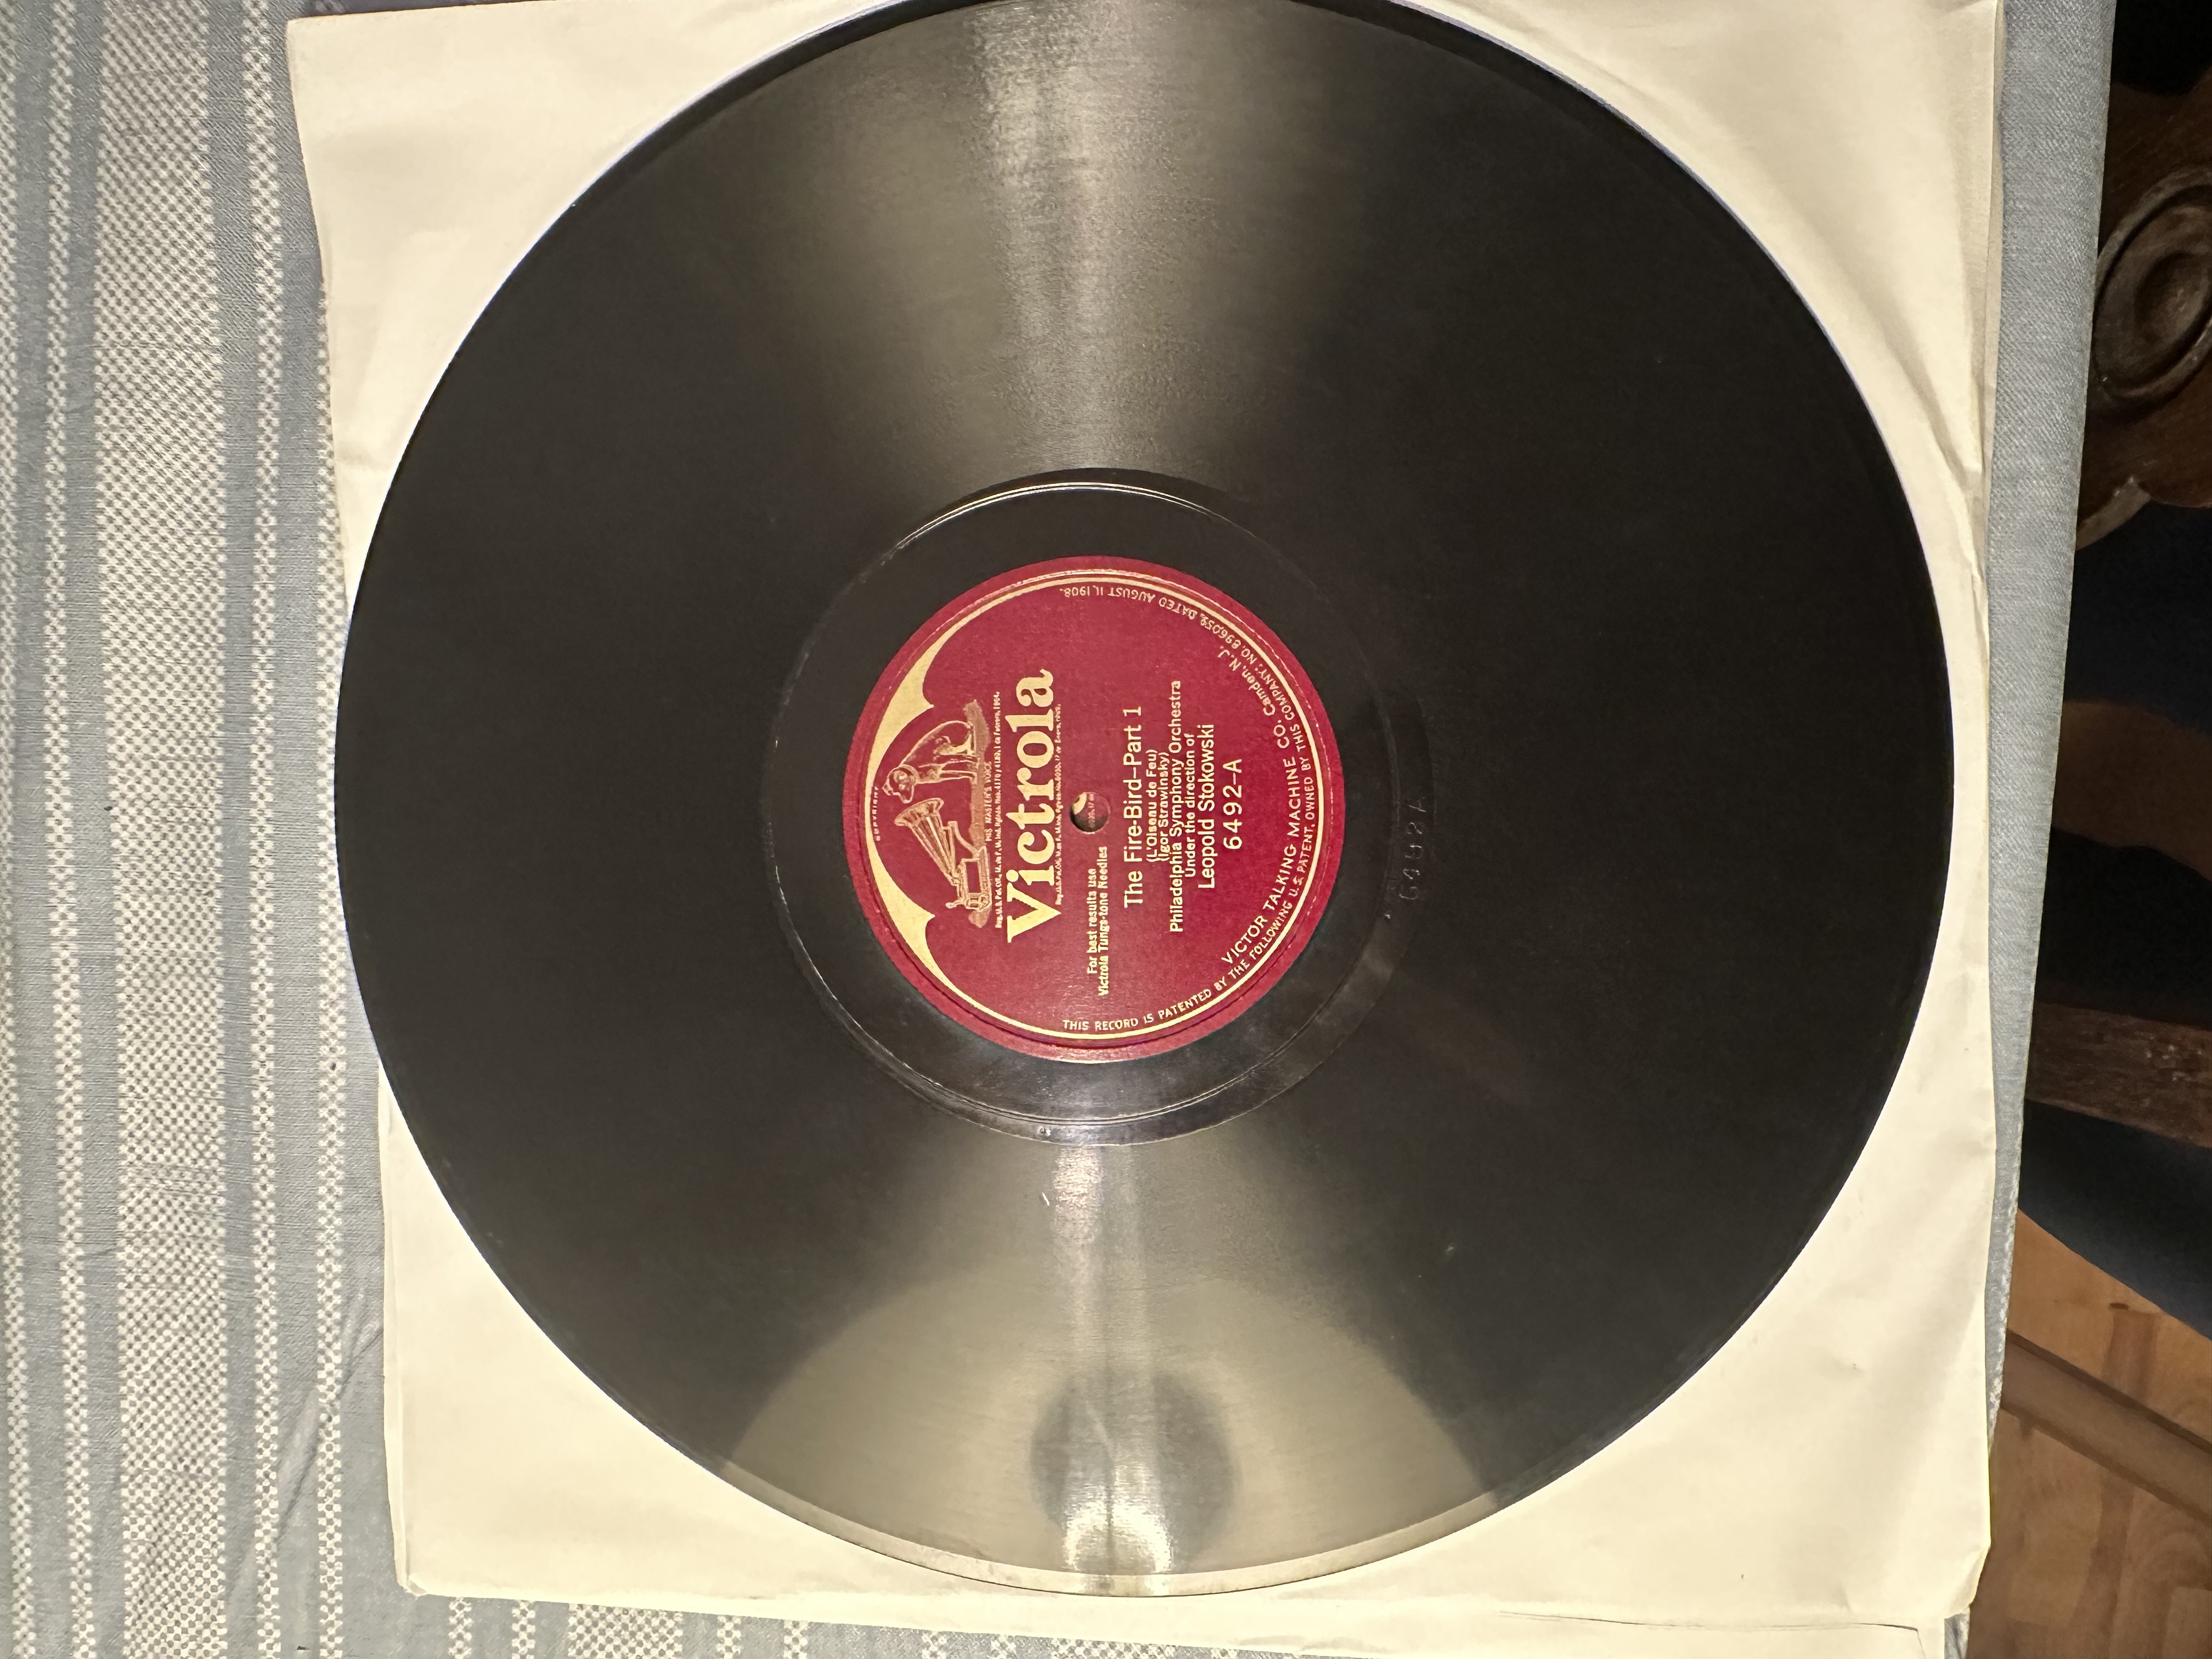 COPYRIGHT
HIS MASTER'S VOICE
Victrola
For best results use
Victrola Tungs-tone Needles
The Fire-Bird–Part 1
(L'Oiseau de Feu)
(Igor Strawinsky)
Philadelphia Symphony Orchestra
Under the direction of
Leopold Stokowski
6492–A
VICTOR TALKING MACHINE CO. Camden, N.J.
THIS RECORD IS PATENTED BY THE FOLLOWING U.S. PATENT, OWNED BY THIS COMPANY: NO. 896059, DATED AUGUST 11, 1908.
6492A